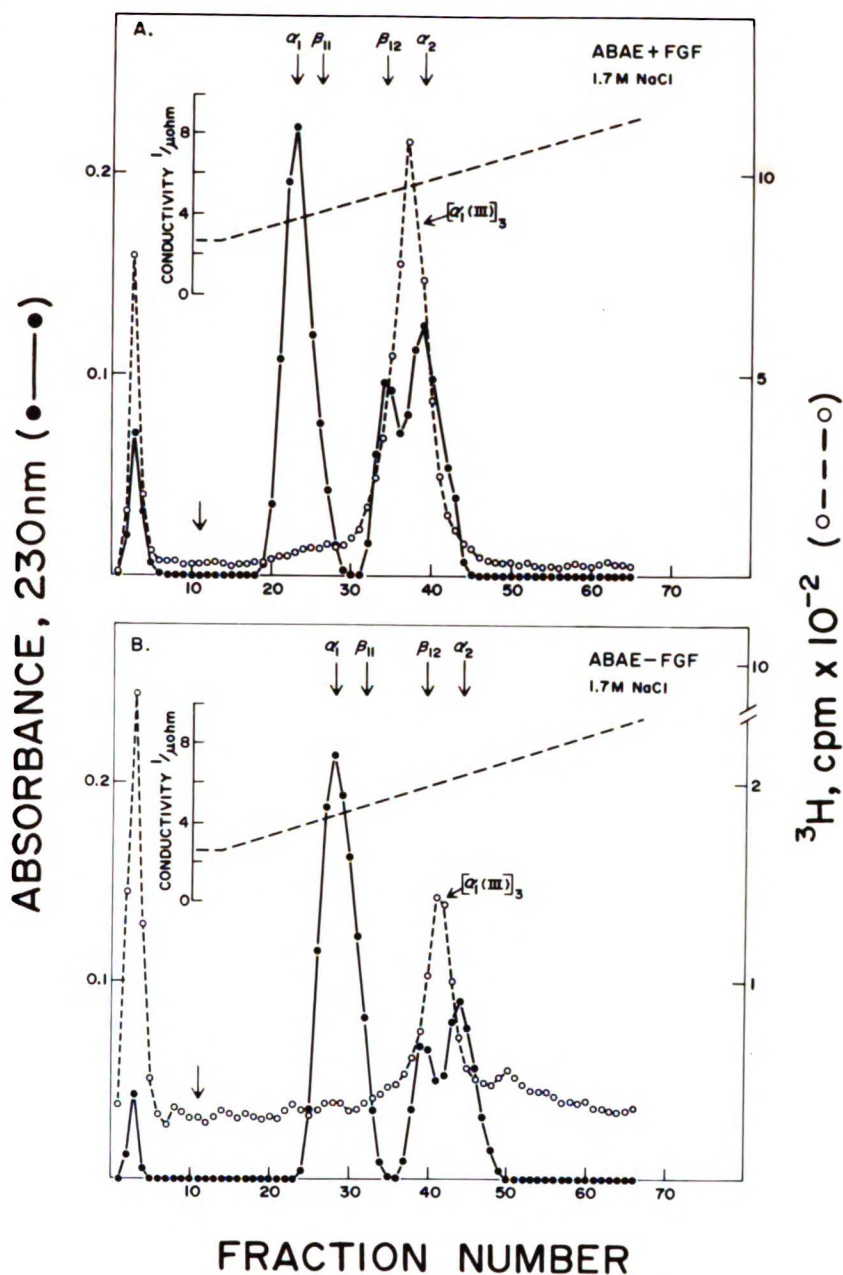 A.
α₁ β₁₁ β₁₂ α₂
ABAE+FGF
1.7M NaCl
CONDUCTIVITY 1/μohm
8
4
0
[α₁(III)]₃
0.2
0.1
10
5
10 20 30 40 50 60 70
B.
α₁ β₁₁ β₁₂ α₂
ABAE−FGF
1.7M NaCl
CONDUCTIVITY 1/μohm
8
4
0
[α₁(III)]₃
0.2
0.1
10
2
1
10 20 30 40 50 60 70
ABSORBANCE, 230nm (●—●)
³H, cpm x 10⁻² (○---○)
FRACTION NUMBER